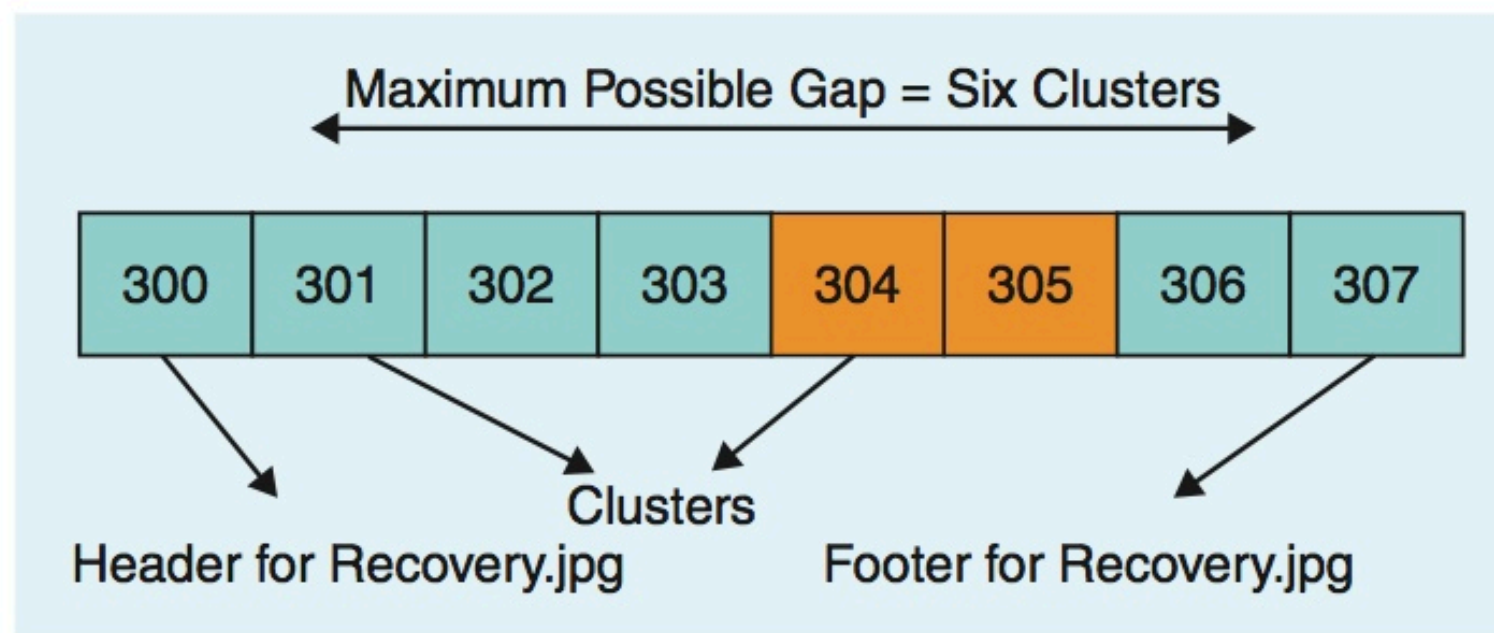 Maximum Possible Gap = Six Clusters
300 301 302 303 304 305 306 307
Clusters
Header for Recovery.jpg Footer for Recovery.jpg